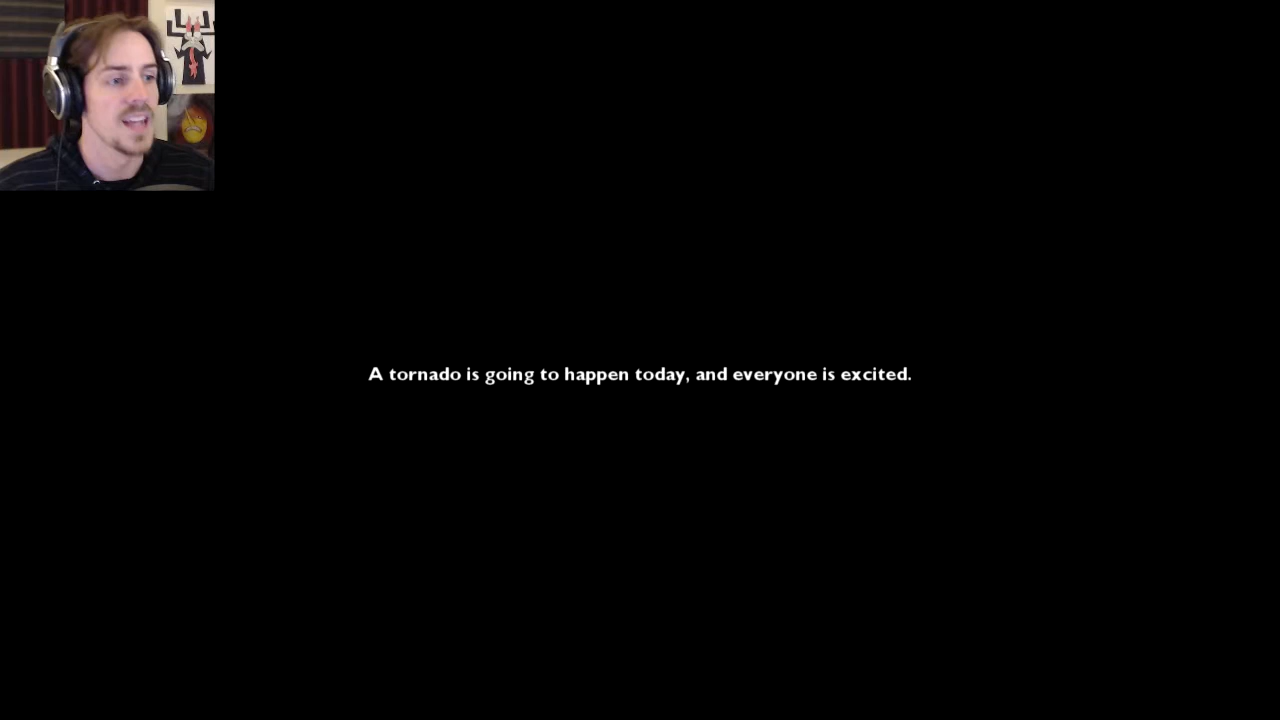 A tornado is going to happen today, and everyone is excited.